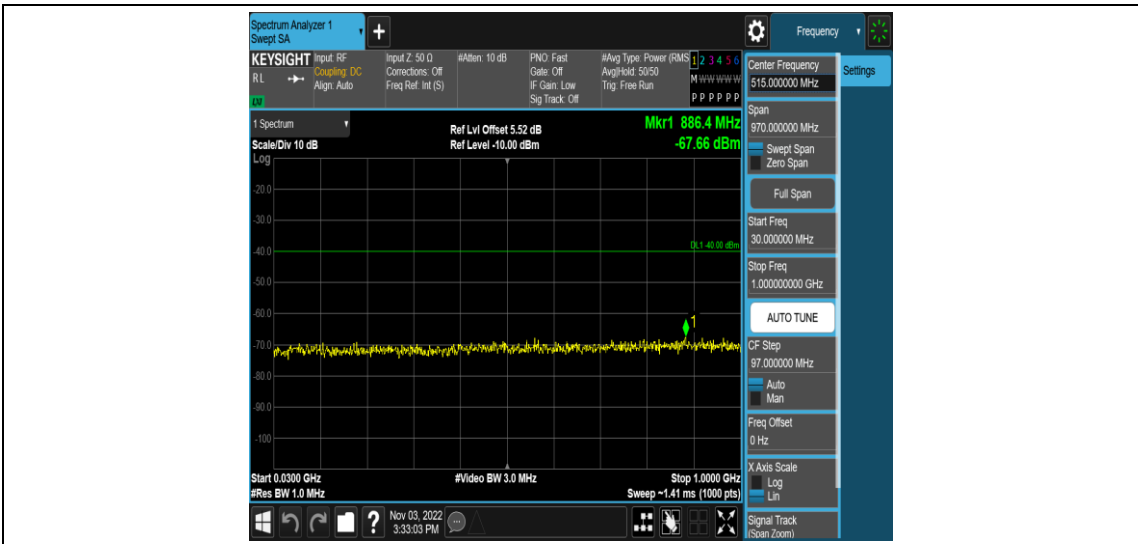 Spectrum Analyzer 1
Swept SA
+
Frequency
KEYSIGHT
RL
LXI
Input: RF
Coupling: DC
Align: Auto
Input Z: 50 Ω
Corrections: Off
Freq Ref: Int (S)
#Atten: 10 dB
PNO: Fast
Gate: Off
IF Gain: Low
Sig Track: Off
#Avg Type: Power (RMS
Avg|Hold: 50/50
Trig: Free Run
1 2 3 4 5 6
M W W W W W
P P P P P P
1 Spectrum
Scale/Div 10 dB
Log
Ref Lvl Offset 5.52 dB
Ref Level -10.00 dBm
Mkr1 886.4 MHz
-67.66 dBm
-20.0
-30.0
-40.0
DL1 -40.00 dBm
-50.0
-60.0
1
-70.0
-80.0
-90.0
-100
Start 0.0300 GHz
#Res BW 1.0 MHz
#Video BW 3.0 MHz
Stop 1.0000 GHz
Sweep ~1.41 ms (1000 pts)
?
Nov 03, 2022
3:33:03 PM
Center Frequency
515.000000 MHz
Settings
Span
970.000000 MHz
Swept Span
Zero Span
Full Span
Start Freq
30.000000 MHz
Stop Freq
1.000000000 GHz
AUTO TUNE
CF Step
97.000000 MHz
Auto
Man
Freq Offset
0 Hz
X Axis Scale
Log
Lin
Signal Track
(Span Zoom)